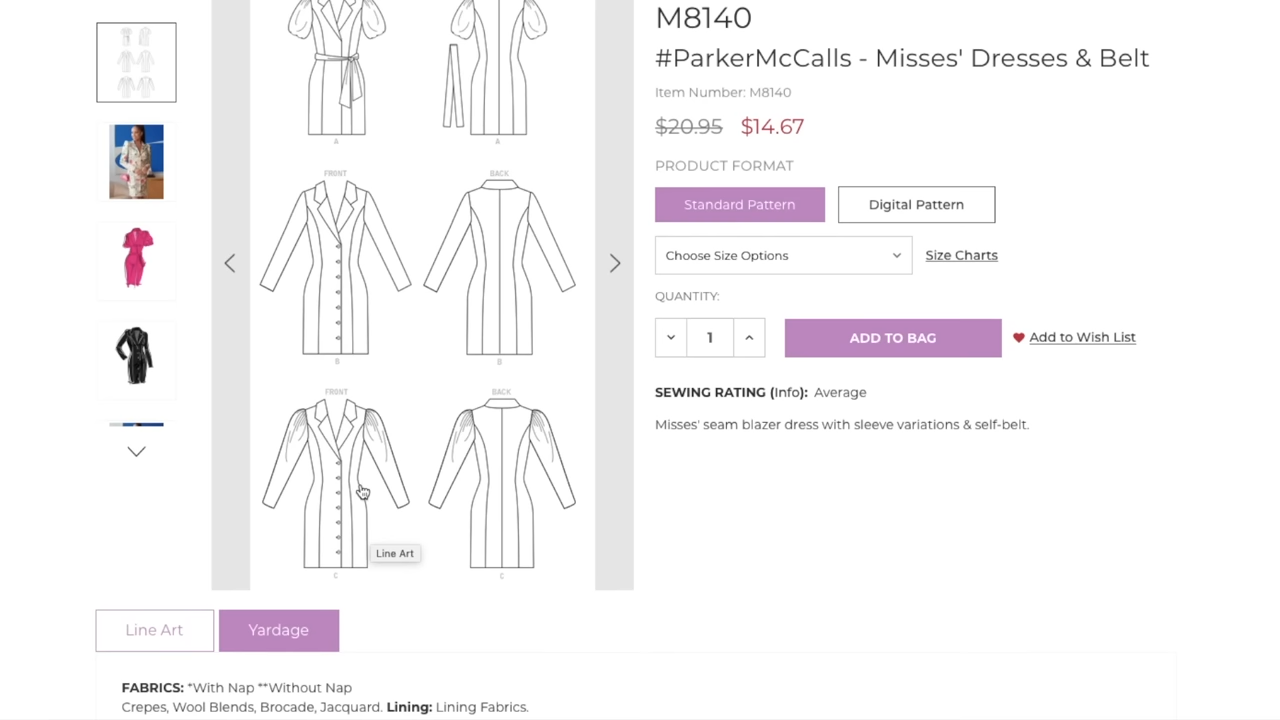 M8140
#ParkerMcCalls - Misses' Dresses & Belt
Item Number: M8140
$20.95 $14.67
PRODUCT FORMAT
Standard Pattern Digital Pattern
Choose Size Options Size Charts
QUANTITY:
1 ADD TO BAG Add to Wish List
SEWING RATING (Info): Average
Misses' seam blazer dress with sleeve variations & self-belt.
A A
FRONT BACK
B B
FRONT BACK
Line Art
C C
Line Art Yardage
FABRICS: *With Nap **Without Nap
Crepes, Wool Blends, Brocade, Jacquard. Lining: Lining Fabrics.